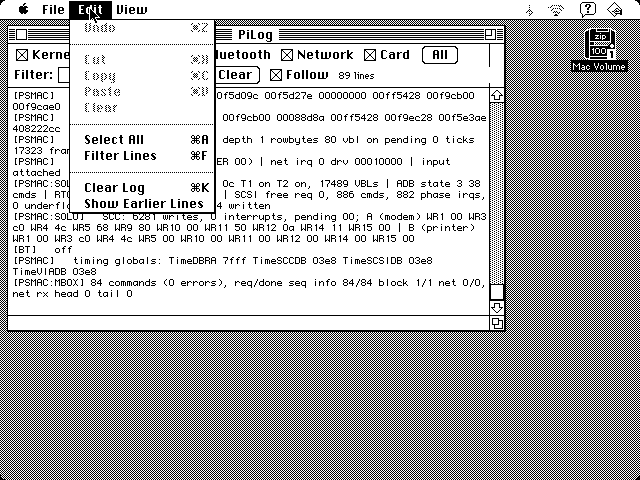 File Edit View
PiLog
Undo ⌘Z
Cut ⌘X
Copy ⌘C
Paste ⌘V
Clear
Select All ⌘A
Filter Lines ⌘F
Clear Log ⌘K
Show Earlier Lines
Kerne luetooth Network Card All
Filter: Clear Follow 89 lines
[PSMAC] 00f5d09c 00f5d27e 00000000 00ff5428 00f9cb00
00f9cae0
[PSMAC] 00f9cb00 00088d8a 00ff5428 00f9ec28 00f5e3ae
408222cc
[PSMAC] depth 1 rowbytes 80 vbl on pending 0 ticks
17323 fram
[PSMAC] ER 00) | net irq 0 drv 00010000 | input
attached
[PSMAC:SOL 0c T1 on T2 on, 17489 VBLs | ADB state 3 38
cmds | RTC | SCSI free req 0, 886 cmds, 882 phase irqs,
0 underflo 4 written
[PSMAC:SOLO] SCC: 6281 writes, 0 interrupts, pending 00; A (modem) WR1 00 WR3
c0 WR4 4c WR5 68 WR9 80 WR10 00 WR11 50 WR12 0a WR14 11 WR15 00 | B (printer)
WR1 00 WR3 c0 WR4 4c WR5 00 WR10 00 WR11 00 WR12 00 WR14 00 WR15 00
[BT] off
[PSMAC] timing globals: TimeDBRA 7fff TimeSCCDB 03e8 TimeSCSIDB 03e8
TimeVIADB 03e8
[PSMAC:MBOX] 84 commands (0 errors), req/done seq info 84/84 block 1/1 net 0/0,
net rx head 0 tail 0
zip
100
Mac Volume